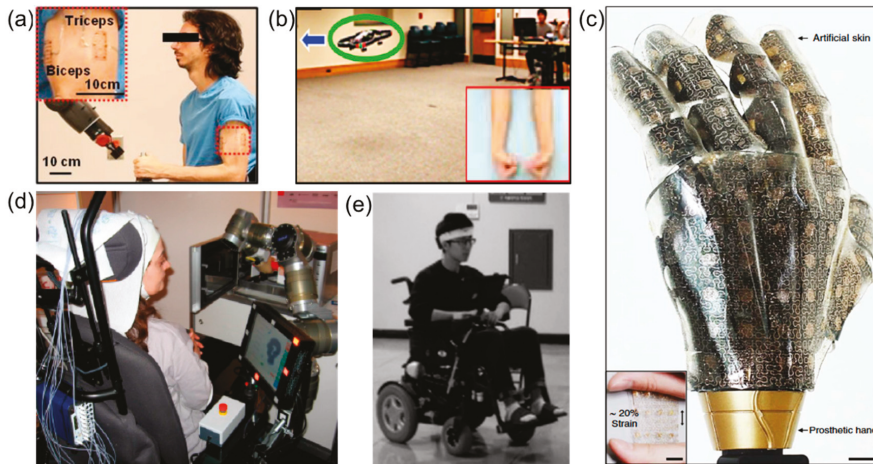 (a)
Triceps
Biceps
10cm
10 cm
(b)
(c)
Artificial skin
~ 20%
Strain
Prosthetic hand
(d)
(e)